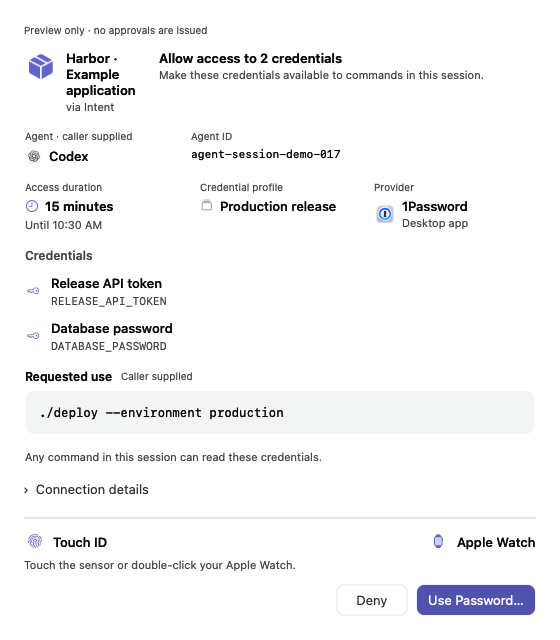 Preview only · no approvals are issued
Harbor ·
Example
application
via Intent
Allow access to 2 credentials
Make these credentials available to commands in this session.
Agent · caller supplied
Codex
Agent ID
agent-session-demo-017
Access duration
15 minutes
Until 10:30 AM
Credential profile
Production release
Provider
1Password
Desktop app
Credentials
Release API token
RELEASE_API_TOKEN
Database password
DATABASE_PASSWORD
Requested use Caller supplied
./deploy --environment production
Any command in this session can read these credentials.
› Connection details
Touch ID
Apple Watch
Touch the sensor or double-click your Apple Watch.
Deny
Use Password...